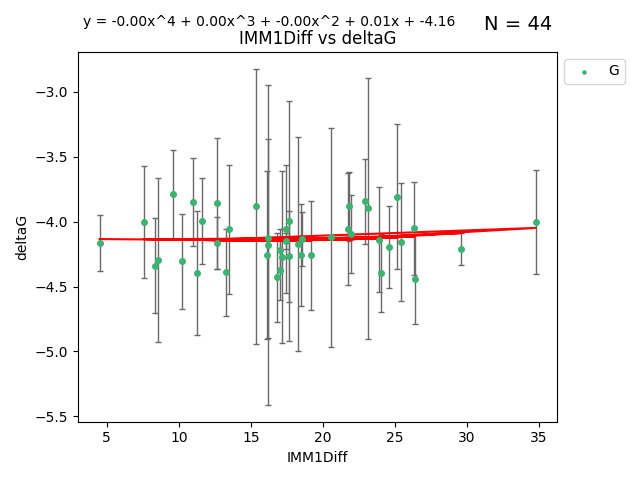 y = -0.00x^4 + 0.00x^3 + -0.00x^2 + 0.01x + -4.16
N = 44
IMM1Diff vs deltaG
G
deltaG
−3.0
−3.5
−4.0
−4.5
−5.0
−5.5
5 10 15 20 25 30 35
IMM1Diff